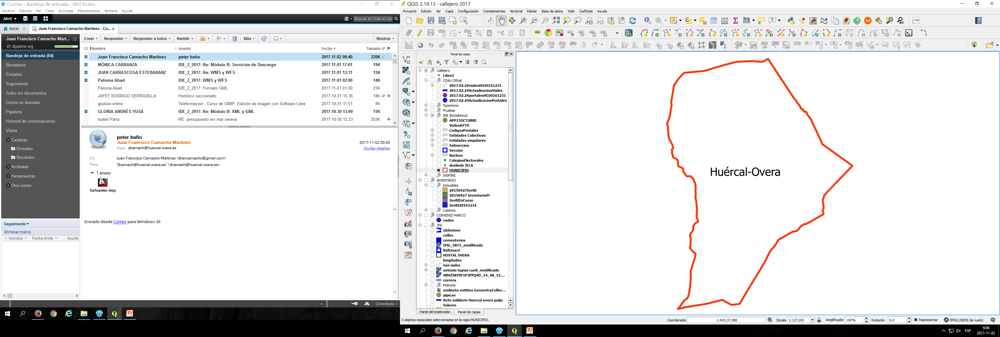 Correo - Bandeja de entrada - IBM Notes
Archivo Edición Ver Crear Acciones Herramientas Ventana Ayuda
Abrir
Buscar en Todo el corr
Inicio
Juan Francisco Camacho Martinez - Co...
Juan Francisco Camacho Mart...
d1.dipalme.org
Bandeja de entrada (64)
Borradores
Enviados
Seguimiento
Todos los documentos
Correo no deseado
Papelera
Historial de conversaciones
Vistas
Carpetas
Enviados
Recibidos
Archivado
Herramientas
Otro correo
Seguimiento
Eliminar marca
Nombre Fecha límite Asunto
Crear Responder Responder a todos Remitir Más Mostrar
!Nombre Asunto Fecha Tamaño
Juan Francisco Camacho Martinez peter baño 2017-11-02 00:40 220K
MÓNICA CARRANZA IDE_2_2017: Re: Módulo B: Servicios de Descarga 2017-11-01 17:01 19K
JUAN CARRASCOSA ESTEBARANZ IDE_2_2017: Re: WMS y WFS 2017-11-01 12:31 15K
Paloma Abad IDE_2_2017: WMS y WFS 2017-11-01 02:00 14K
Paloma Abad IDE_2_2017: Formato GML 2017-11-01 01:00 23K
JAFET RODRIGO SERRADILLA Histórico seccionado 2017-10-31 15:36 18K
gestion-online Teleformacion - Curso de GIMP: Edición de Imagen con Software Libre 2017-10-31 11:51 9K
GLORIA ANDRÉS YUSÁ IDE_2_2017: Re: Módulo B: XML y GML 2017-10-30 13:00 15K
Isabel Parra RE: presupuesto ies mar serena 2017-10-30 12:23 203K
peter baño
Juan Francisco Camacho Martinez 2017-11-02 00:40
Para: jfcamach@huercal-overa.es Ocultar detalles
De: Juan Francisco Camacho Martinez <jfrancamacho@gmail.com>
Para: "jfcamach@huercal-overa.es" <jfcamach@huercal-overa.es>
1 anexo
bañopeter.dwg
Enviado desde Correo para Windows 10
Conectado
QGIS 2.18.13 - callejero 2017
Proyecto Edición Ver Capa Configuración Complementos Vectorial Ráster Base de datos Web CadTools Ayuda
Panel de capas
Callejero
Libro1
CDAU Oficial
2017.02.24vialesHO20161231
2017.02.24ActualizacionViales
2017.02.24portalesHO20161231
2017.02.24ActualizacionPortales
Toponimos
Pruebas
INE (Estadistica)
APP13OCTUBRE
VialesAYTO
CodigosPostales
Entidades Colectivas
Entidades singulares
Subseccion
Seccion
Nucleos
ColegiosElectorales
deslinde IECA
MUNICIPIO
INSPIRE
INVENTARIO
Inmuebles
20150427InvBI
20150427 InventarioM
InvBIEnCurso
InvBI20161216
Caminos
CONVENIO MARCO
vados
JFK
alzheimer
calles
cementerios
IMG_5871_modificado
Baltasar2
HOSTAL OVERA
longitudes
San isidro
antonio tapias cueli_modificado
4BHZSBY9F1P3PPQ4D_14_48_51....
carrera
Molineta
molineta entities GeometryCollec...
pipican
Reto solidario Huercal overa pulpi
Solares
Panel del explorador Panel de capas
Huércal-Overa
0 objetos espaciales seleccionados en la capa MUNICIPIO.
Coordenada -1.943,37.388 Escala 1:127.265 Amplificador 100% Rotación 0,0 Representar EPSG:25830 (al vuelo)
ESP
9:06
2017-11-02